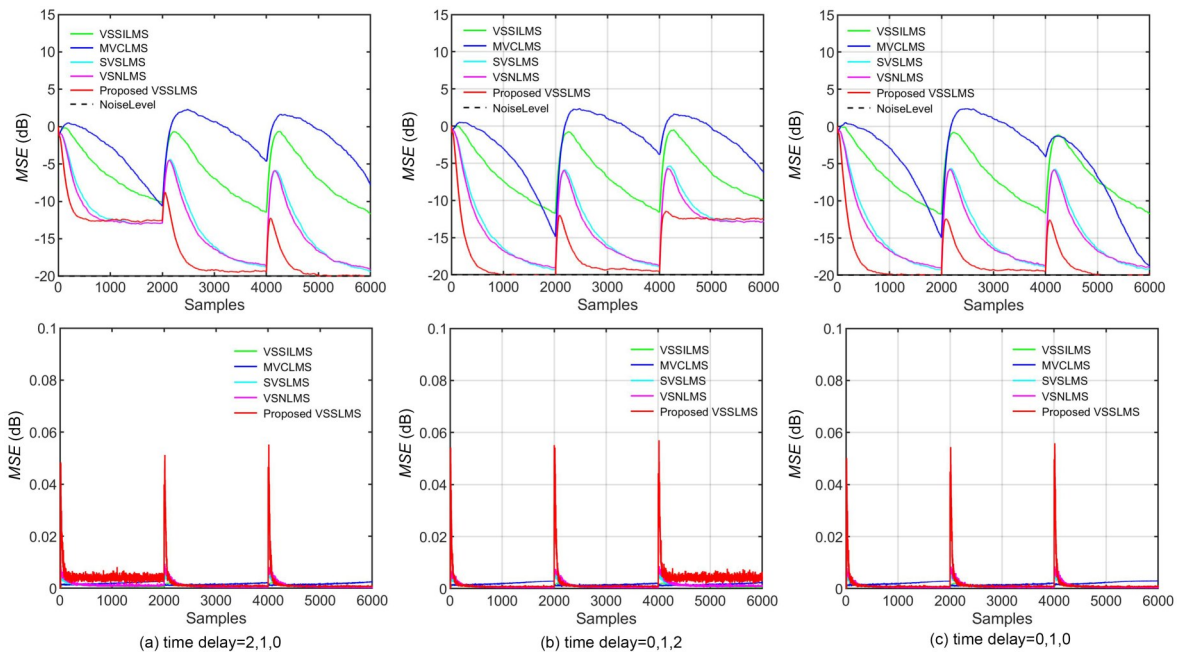 15
10
5
0
-5
-10
-15
-20
MSE (dB)
VSSILMS
MVCLMS
SVSLMS
VSNLMS
Proposed VSSLMS
NoiseLevel
0 1000 2000 3000 4000 5000 6000
Samples
15
10
5
0
-5
-10
-15
-20
MSE (dB)
VSSILMS
MVCLMS
SVSLMS
VSNLMS
Proposed VSSLMS
NoiseLevel
0 1000 2000 3000 4000 5000 6000
Samples
15
10
5
0
-5
-10
-15
-20
MSE (dB)
VSSILMS
MVCLMS
SVSLMS
VSNLMS
Proposed VSSLMS
NoiseLevel
0 1000 2000 3000 4000 5000 6000
Samples
0.1
0.08
0.06
0.04
0.02
0
MSE (dB)
VSSILMS
MVCLMS
SVSLMS
VSNLMS
Proposed VSSLMS
0 1000 2000 3000 4000 5000 6000
Samples
(a) time delay=2,1,0
0.1
0.08
0.06
0.04
0.02
0
MSE (dB)
VSSILMS
MVCLMS
SVSLMS
VSNLMS
Proposed VSSLMS
0 1000 2000 3000 4000 5000 6000
Samples
(b) time delay=0,1,2
0.1
0.08
0.06
0.04
0.02
0
MSE (dB)
VSSILMS
MVCLMS
SVSLMS
VSNLMS
Proposed VSSLMS
0 1000 2000 3000 4000 5000 6000
Samples
(c) time delay=0,1,0